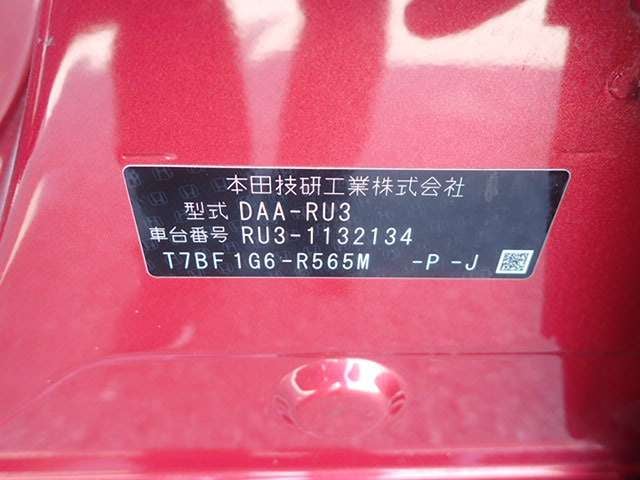 本田技研工業株式会社
型式 DAA-RU3
車台番号 RU3-1132134
T7BF1G6-R565M -P-J